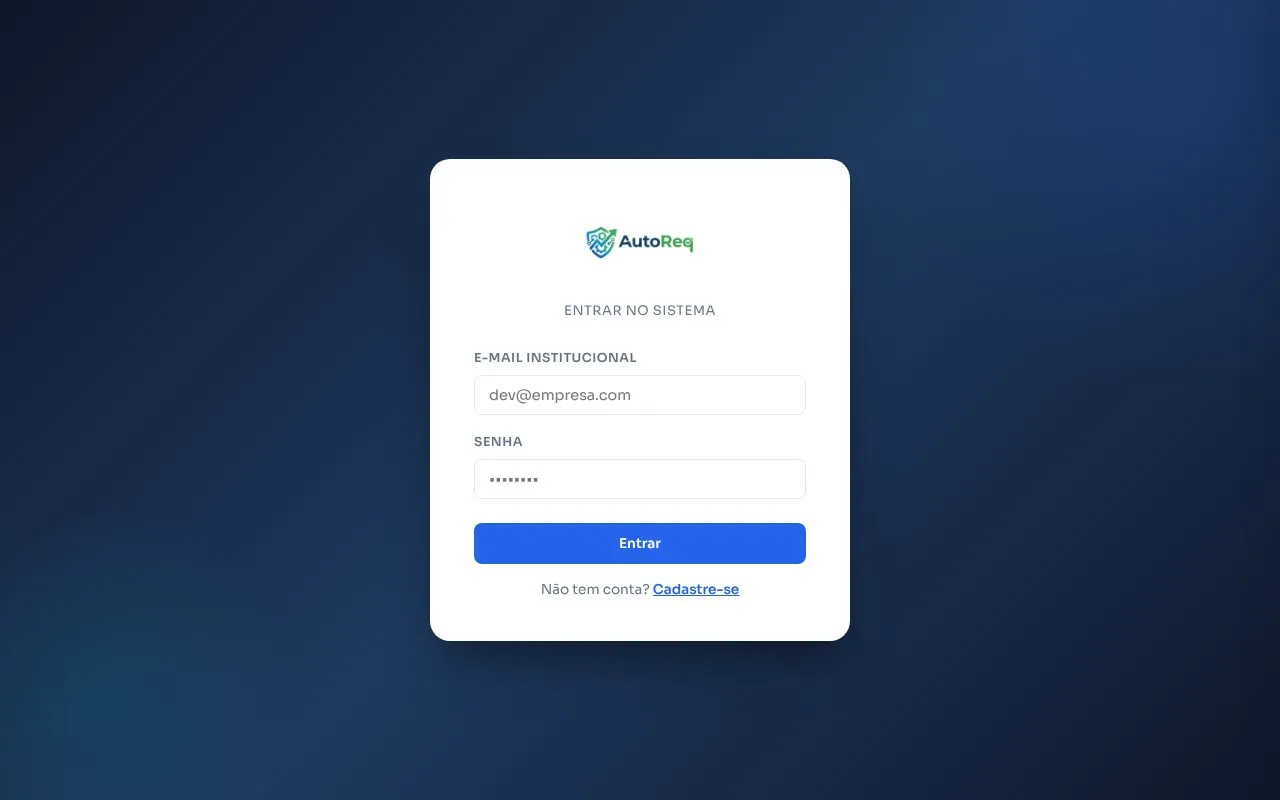 AutoReq
ENTRAR NO SISTEMA
E-MAIL INSTITUCIONAL
dev@empresa.com
SENHA
••••••••
Entrar
Não tem conta? Cadastre-se